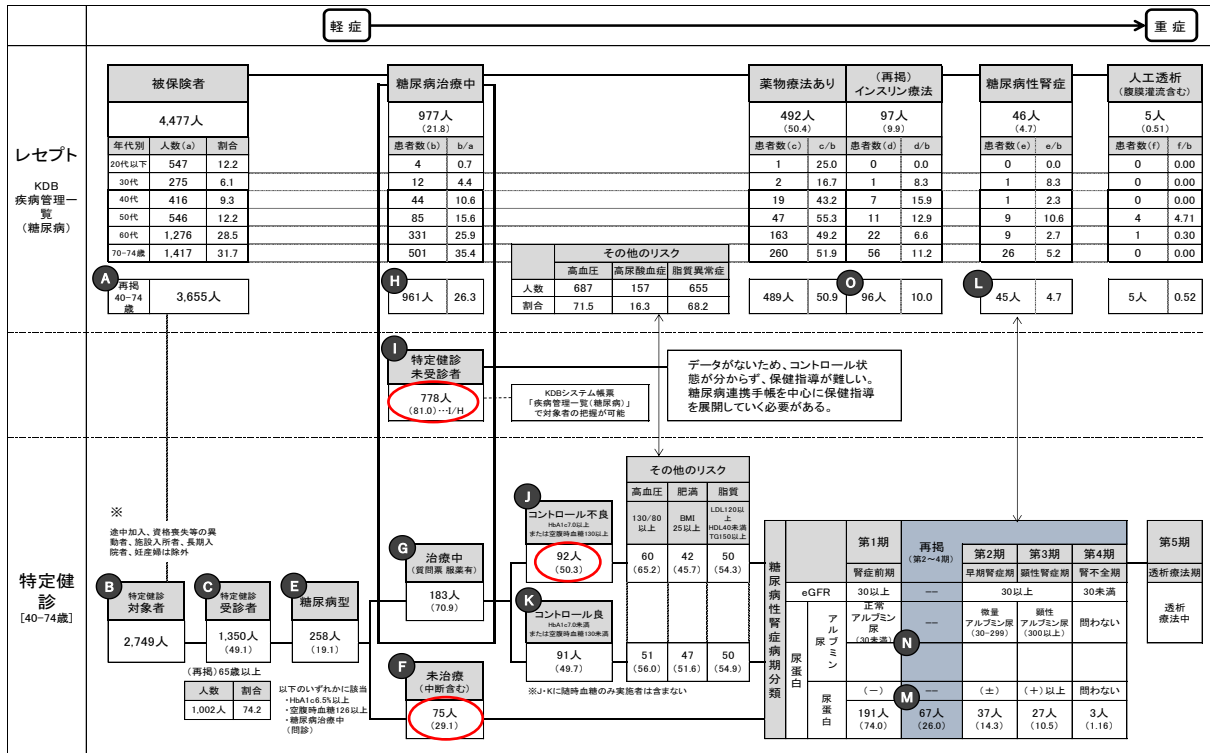 軽症
重症
レセプト
KDB
疾病管理一
覧
(糖尿病)
被保険者
4,477人
年代別 人数(a) 割合
20代以下 547 12.2
30代 275 6.1
40代 416 9.3
50代 546 12.2
60代 1,276 28.5
70-74歳 1,417 31.7
A
再掲
40-74
歳
3,655人
糖尿病治療中
977人
(21.8)
患者数(b) b/a
4 0.7
12 4.4
44 10.6
85 15.6
331 25.9
501 35.4
H
961人 26.3
その他のリスク
高血圧 高尿酸血症 脂質異常症
人数 687 157 655
割合 71.5 16.3 68.2
薬物療法あり
492人
(50.4)
患者数(c) c/b
1 25.0
2 16.7
19 43.2
47 55.3
163 49.2
260 51.9
489人 50.9
(再掲)
インスリン療法
97人
(9.9)
患者数(d) d/b
0 0.0
1 8.3
7 15.9
11 12.9
22 6.6
56 11.2
O
96人 10.0
糖尿病性腎症
46人
(4.7)
患者数(e) e/b
0 0.0
1 8.3
1 2.3
9 10.6
9 2.7
26 5.2
L
45人 4.7
人工透析
(腹膜灌流含む)
5人
(0.51)
患者数(f) f/b
0 0.00
0 0.00
0 0.00
4 4.71
1 0.30
0 0.00
5人 0.52
I
特定健診
未受診者
778人
(81.0)…I/H
KDBシステム帳票
「疾病管理一覧(糖尿病)」
で対象者の把握が可能
データがないため、コントロール状
態が分からず、保健指導が難しい。
糖尿病連携手帳を中心に保健指導
を展開していく必要がある。
特定健
診
[40-74歳]
※
途中加入、資格喪失等の異
動者、施設入所者、長期入
院者、妊産婦は除外
B
特定健診
対象者
2,749人
C
特定健診
受診者
1,350人
(49.1)
(再掲)65歳以上
人数 割合
1,002人 74.2
E
糖尿病型
258人
(19.1)
以下のいずれかに該当
・HbA1c6.5%以上
・空腹時血糖126以上
・糖尿病治療中
(問診)
G
治療中
(質問票 服薬有)
183人
(70.9)
F
未治療
(中断含む)
75人
(29.1)
J
コントロール不良
HbA1c7.0以上
または空腹時血糖130以上
92人
(50.3)
K
コントロール良
HbA1c7.0未満
または空腹時血糖130未満
91人
(49.7)
その他のリスク
高血圧 肥満 脂質
130/80
以上
BMI
25以上
LDL120以
上
HDL40未満
TG150以上
60 42 50
(65.2) (45.7) (54.3)
51 47 50
(56.0) (51.6) (54.9)
※J・Kに随時血糖のみ実施者は含まない
糖尿病性腎症病期分類
第1期
腎症前期
再掲
(第2~4期)
第2期 第3期 第4期
早期腎症期 顕性腎症期 腎不全期
第5期
透析療法期
透析
療法中
eGFR 30以上 -- 30以上 30未満
尿蛋白
尿アルブミン
正常
アルブミン
尿
(30未満)
--
微量
アルブミン尿
(30-299)
顕性
アルブミン尿
(300以上)
問わない
N
尿蛋白
(-) -- (±) (+)以上 問わない
M
191人 67人 37人 27人 3人
(74.0) (26.0) (14.3) (10.5) (1.16)